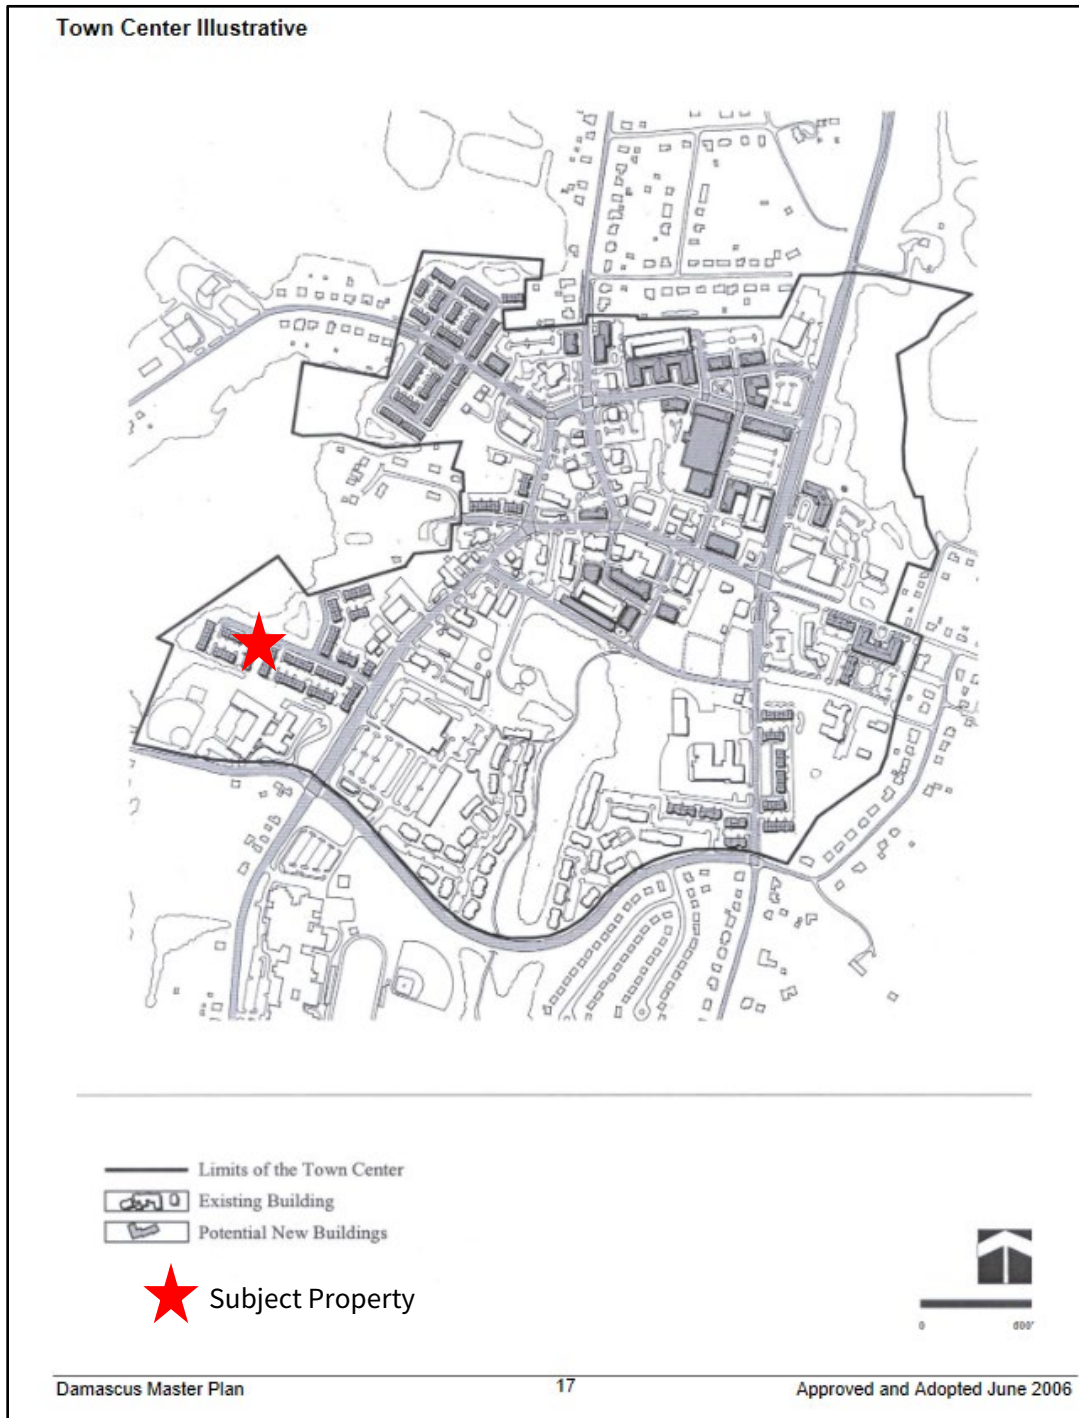 Town Center Illustrative
Limits of the Town Center
Existing Building
Potential New Buildings
Subject Property
0 600'
Damascus Master Plan 17 Approved and Adopted June 2006